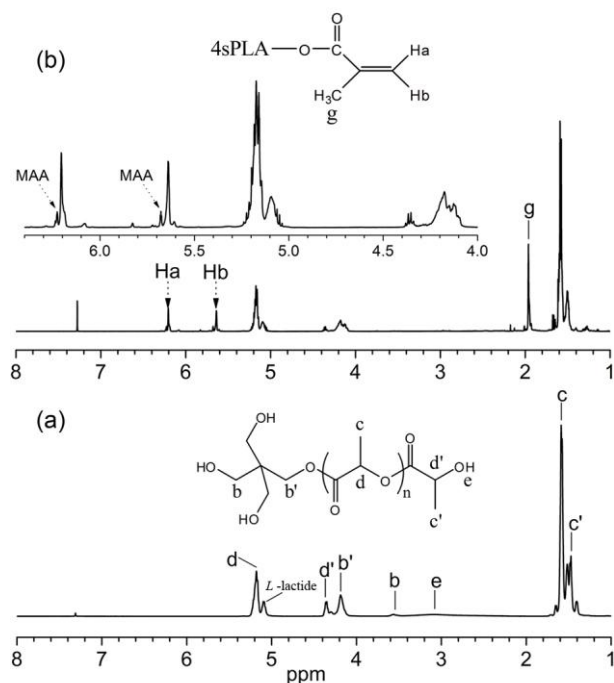 (b)
4sPLA
O
O
Ha
Hb
H₃C
g
MAA
MAA
6.0 5.5 5.0 4.5 4.0
Ha
Hb
g
8 7 6 5 4 3 2 1
(a)
OH
HO
HO
OH
b
b'
O
O
c
d
O
n
O
d'
OH
e
c'
c
c'
d
L-lactide
d'
b'
b
e
8 7 6 5 4 3 2 1
ppm